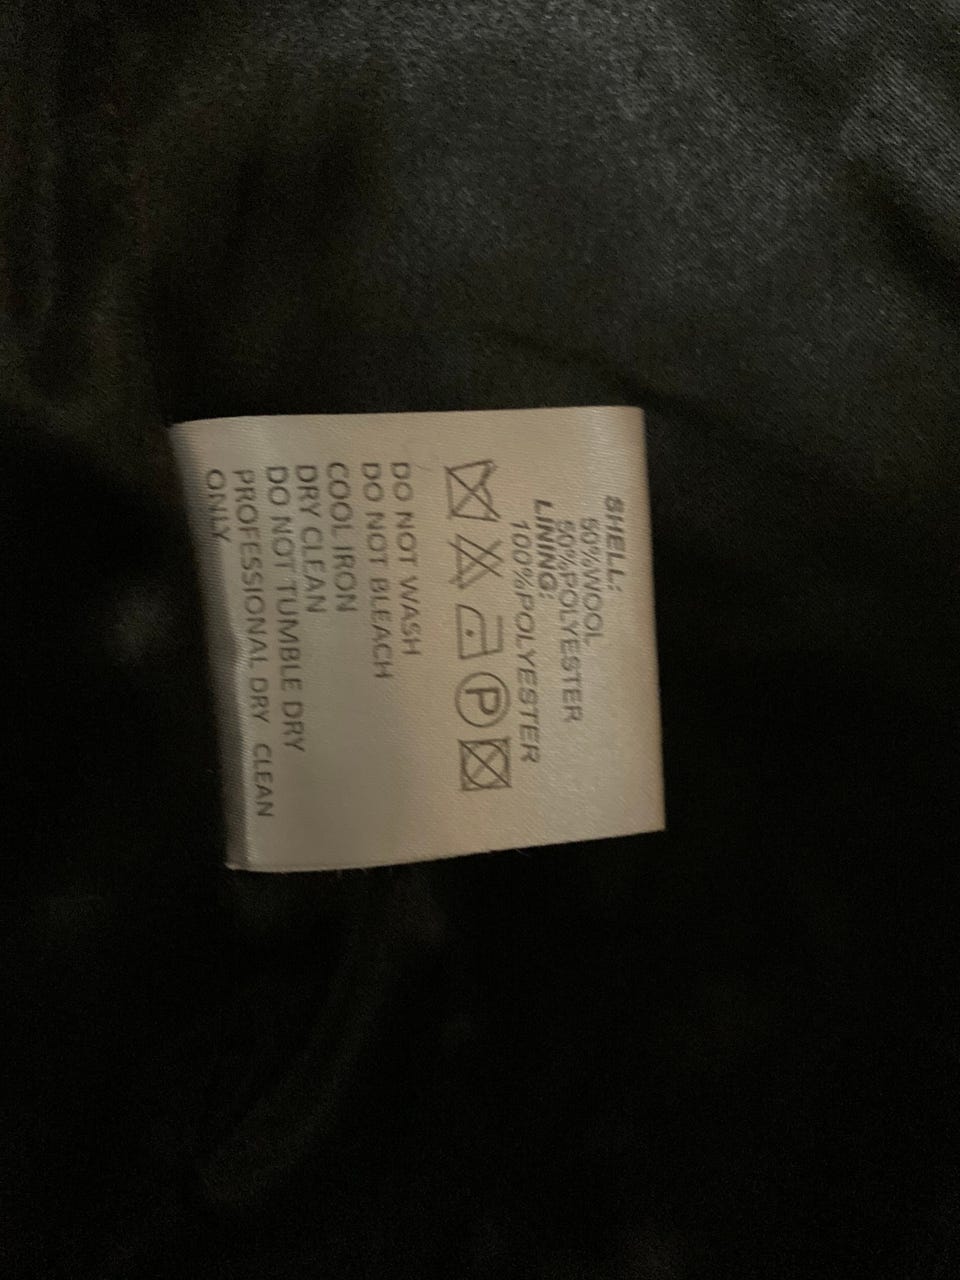 SHELL:
50%WOOL
50%POLYESTER
LINING:
100%POLYESTER
P
DO NOT WASH
DO NOT BLEACH
COOL IRON
DRY CLEAN
DO NOT TUMBLE DRY
PROFESSIONAL DRY CLEAN
ONLY